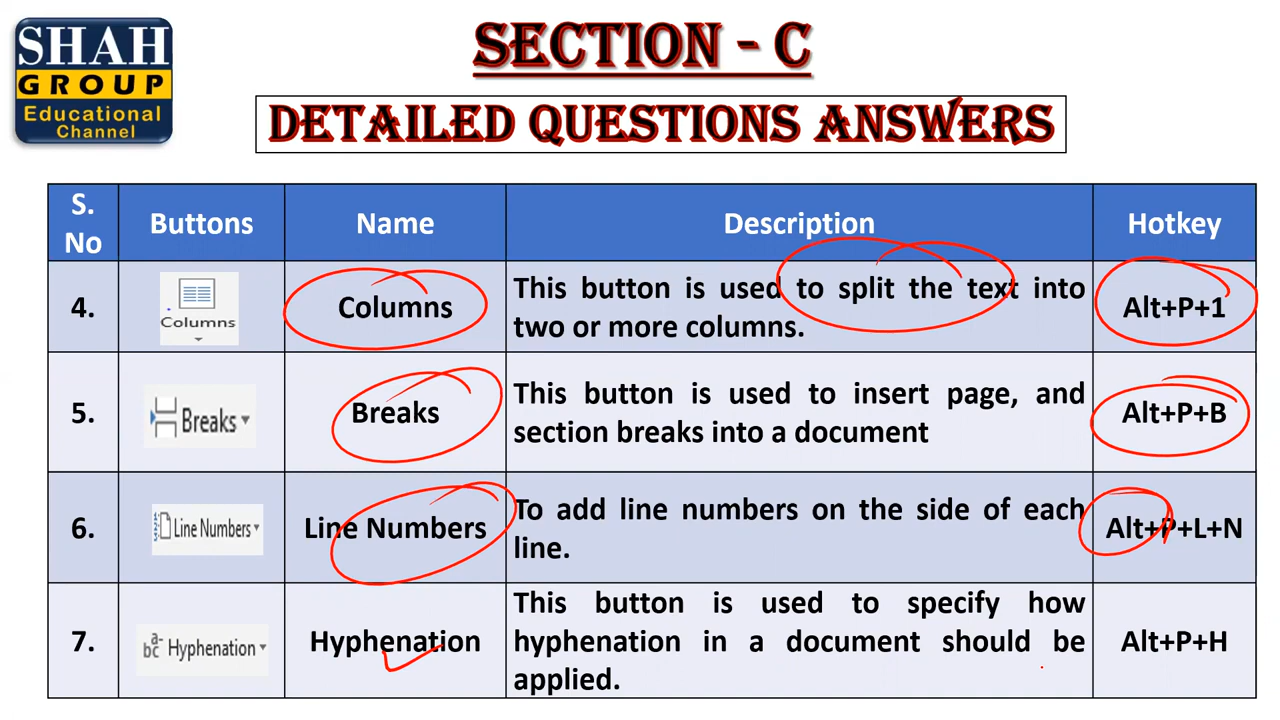 SHAH
GROUP
Educational
Channel
SECTION - C
DETAILED QUESTIONS ANSWERS
S. No
Buttons
Name
Description
Hotkey
4.
Columns
Columns
This button is used to split the text into
two or more columns.
Alt+P+1
5.
Breaks
Breaks
This button is used to insert page, and
section breaks into a document
Alt+P+B
6.
Line Numbers
Line Numbers
To add line numbers on the side of each
line.
Alt+P+L+N
7.
a-
bc Hyphenation
Hyphenation
This button is used to specify how
hyphenation in a document should be
applied.
Alt+P+H